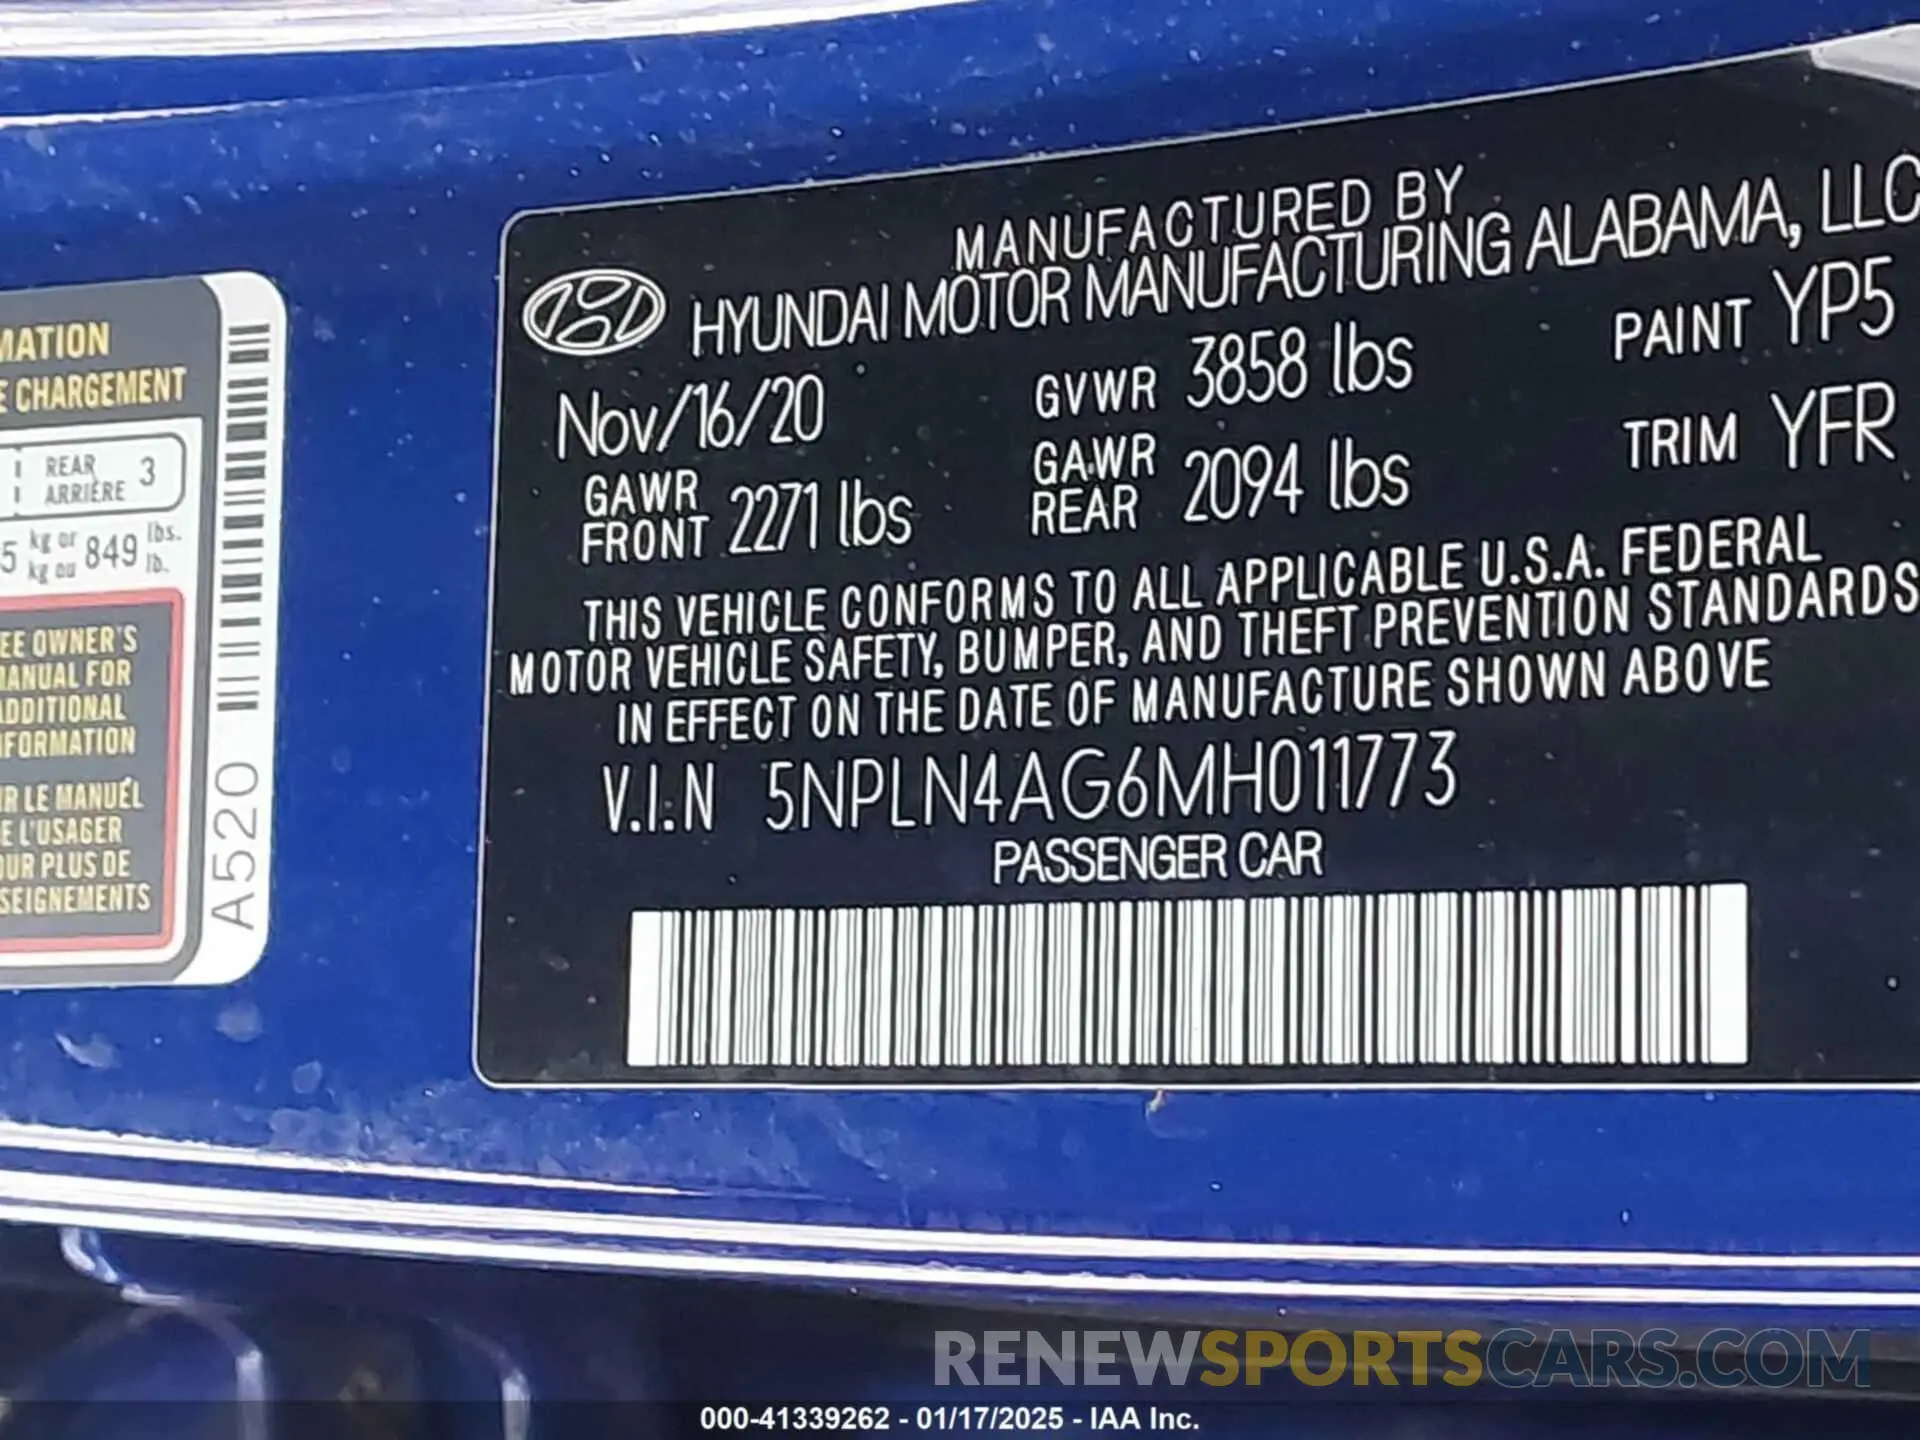 MANUFACTURED BY
HYUNDAI MOTOR MANUFACTURING ALABAMA, LLC
Nov/16/20 GVWR 3858 lbs PAINT YP5
GAWR FRONT 2271 lbs GAWR REAR 2094 lbs TRIM YFR
THIS VEHICLE CONFORMS TO ALL APPLICABLE U.S.A. FEDERAL
MOTOR VEHICLE SAFETY, BUMPER, AND THEFT PREVENTION STANDARDS
IN EFFECT ON THE DATE OF MANUFACTURE SHOWN ABOVE
V.I.N 5NPLN4AG6MH011773
PASSENGER CAR
MATION
E CHARGEMENT
REAR 3
ARRIÈRE
5 kg or 849 lbs.
kg ou lb.
EE OWNER'S
MANUAL FOR
ADDITIONAL
NFORMATION
IR LE MANUEL
E L'USAGER
OUR PLUS DE
SEIGNEMENTS
A520
RENEWSPORTSCARS.COM
000-41339262 - 01/17/2025 - IAA Inc.